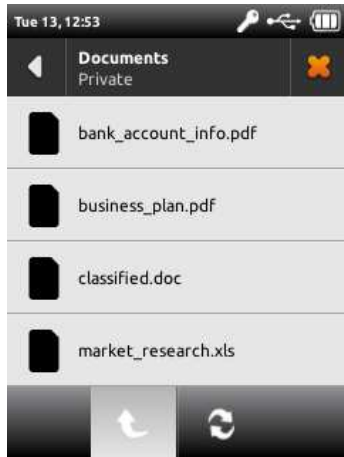 Tue 13, 12:53
Documents
Private
bank_account_info.pdf
business_plan.pdf
classified.doc
market_research.xls